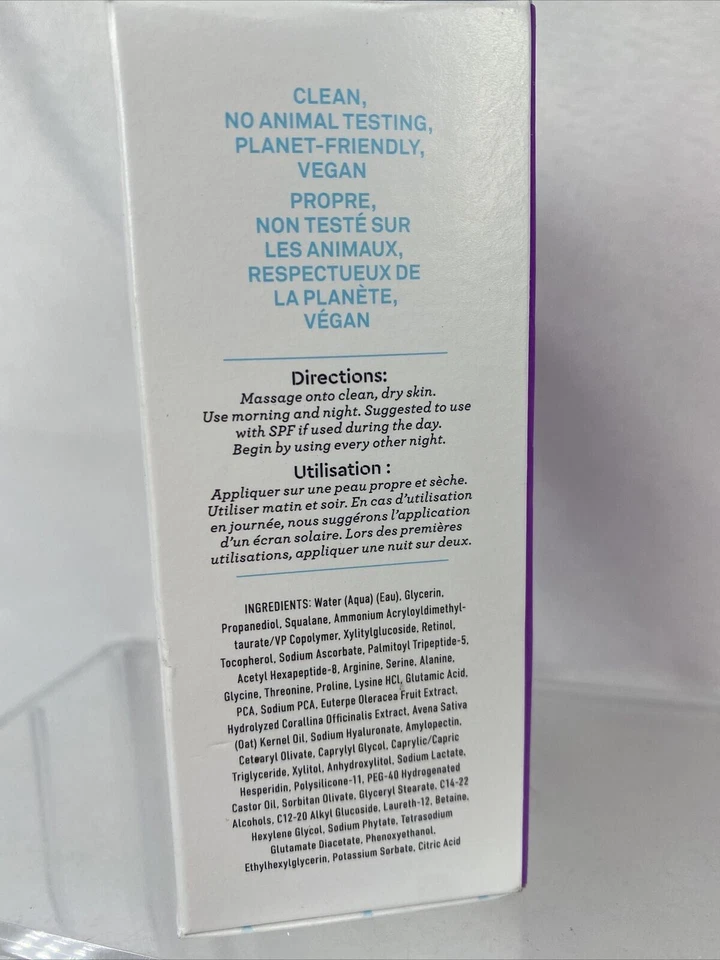 CLEAN,
NO ANIMAL TESTING,
PLANET-FRIENDLY,
VEGAN
PROPRE,
NON TESTÉ SUR
LES ANIMAUX,
RESPECTUEUX DE
LA PLANÈTE,
VÉGAN
Directions:
Massage onto clean, dry skin.
Use morning and night. Suggested to use
with SPF if used during the day.
Begin by using every other night.
Utilisation :
Appliquer sur une peau propre et sèche.
Utiliser matin et soir. En cas d'utilisation
en journée, nous suggérons l'application
d'un écran solaire. Lors des premières
utilisations, appliquer une nuit sur deux.
INGREDIENTS: Water (Aqua) (Eau), Glycerin,
Propanediol, Squalane, Ammonium Acryloyldimethyl-
taurate/VP Copolymer, Xylitylglucoside, Retinol,
Tocopherol, Sodium Ascorbate, Palmitoyl Tripeptide-5,
Acetyl Hexapeptide-8, Arginine, Serine, Alanine,
Glycine, Threonine, Proline, Lysine HCl, Glutamic Acid,
PCA, Sodium PCA, Euterpe Oleracea Fruit Extract,
Hydrolyzed Corallina Officinalis Extract, Avena Sativa
(Oat) Kernel Oil, Sodium Hyaluronate, Amylopectin,
Cetearyl Olivate, Caprylyl Glycol, Caprylic/Capric
Triglyceride, Xylitol, Anhydroxylitol, Sodium Lactate,
Hesperidin, Polysilicone-11, PEG-40 Hydrogenated
Castor Oil, Sorbitan Olivate, Glyceryl Stearate, C14-22
Alcohols, C12-20 Alkyl Glucoside, Laureth-12, Betaine,
Hexylene Glycol, Sodium Phytate, Tetrasodium
Glutamate Diacetate, Phenoxyethanol,
Ethylhexylglycerin, Potassium Sorbate, Citric Acid